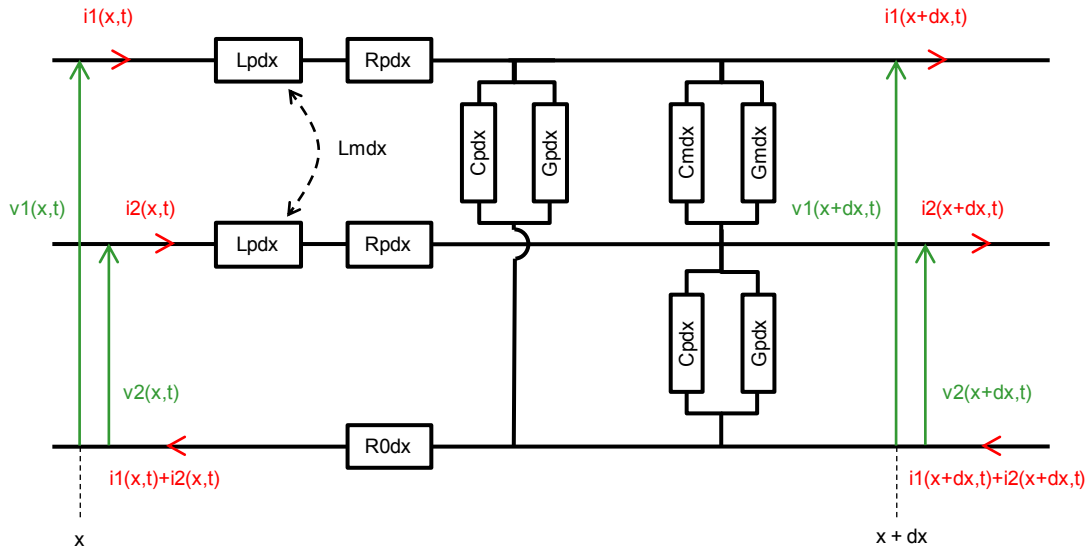 i1(x,t)
i1(x+dx,t)
Lpdx
Rpdx
Cpdx
Gpdx
Cmdx
Gmdx
Lmdx
v1(x,t)
i2(x,t)
v1(x+dx,t)
i2(x+dx,t)
Lpdx
Rpdx
Cpdx
Gpdx
v2(x,t)
v2(x+dx,t)
R0dx
i1(x,t)+i2(x,t)
i1(x+dx,t)+i2(x+dx,t)
x
x + dx